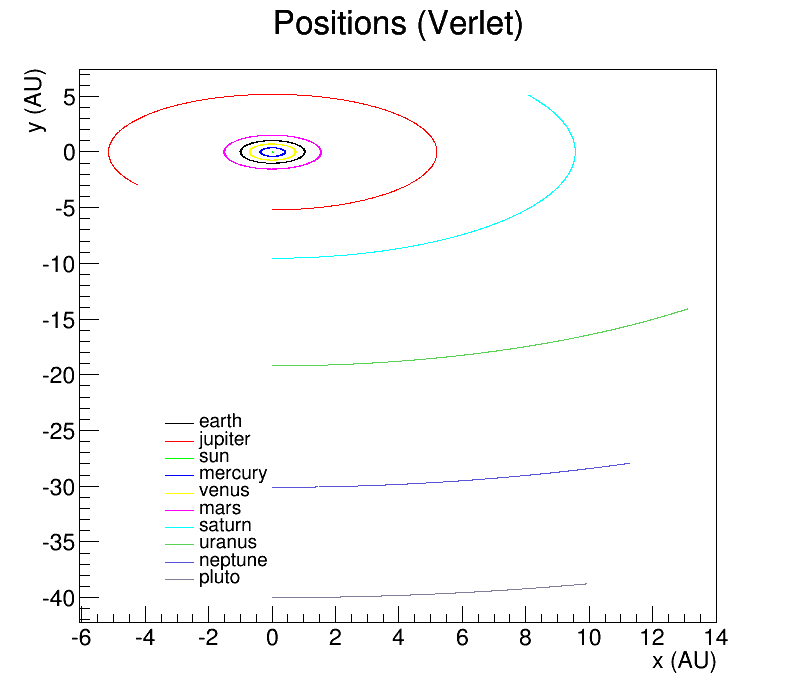 Positions (Verlet)
y (AU)
5
0
-5
-10
-15
-20
-25
-30
-35
-40
earth
jupiter
sun
mercury
venus
mars
saturn
uranus
neptune
pluto
-6 -4 -2 0 2 4 6 8 10 12 14
x (AU)